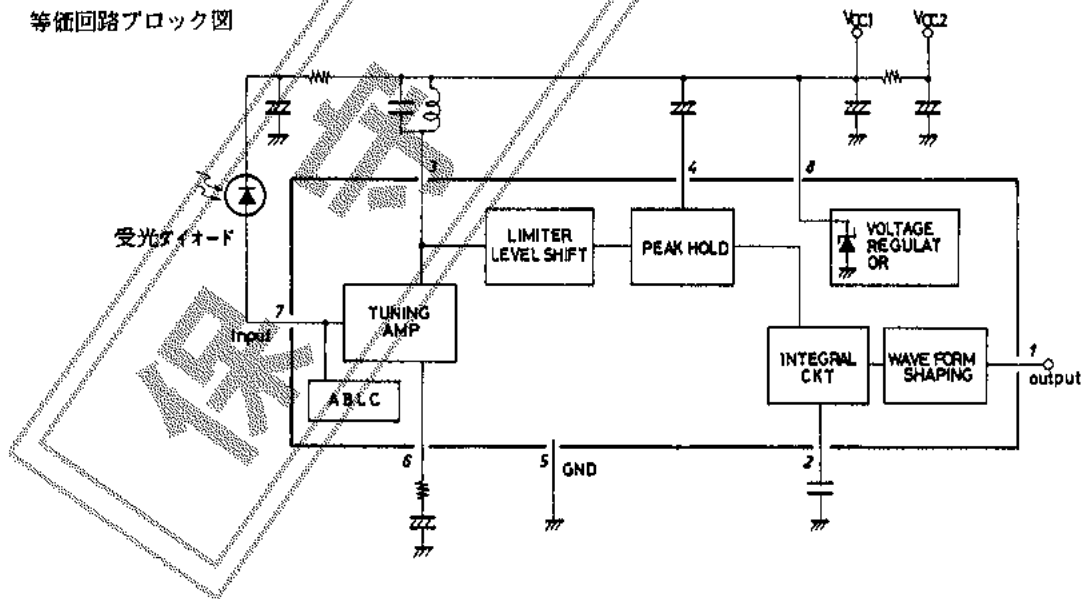 等価回路ブロック図
VCC1
VCC2
3
4
8
受光ダイオード
LIMITER
LEVEL SHIFT
PEAK HOLD
VOLTAGE
REGULAT
OR
7
Input
TUNING
AMP
INTEGRAL
CKT
WAVE FORM
SHAPING
1
output
ABLC
6
5
GND
2
保守